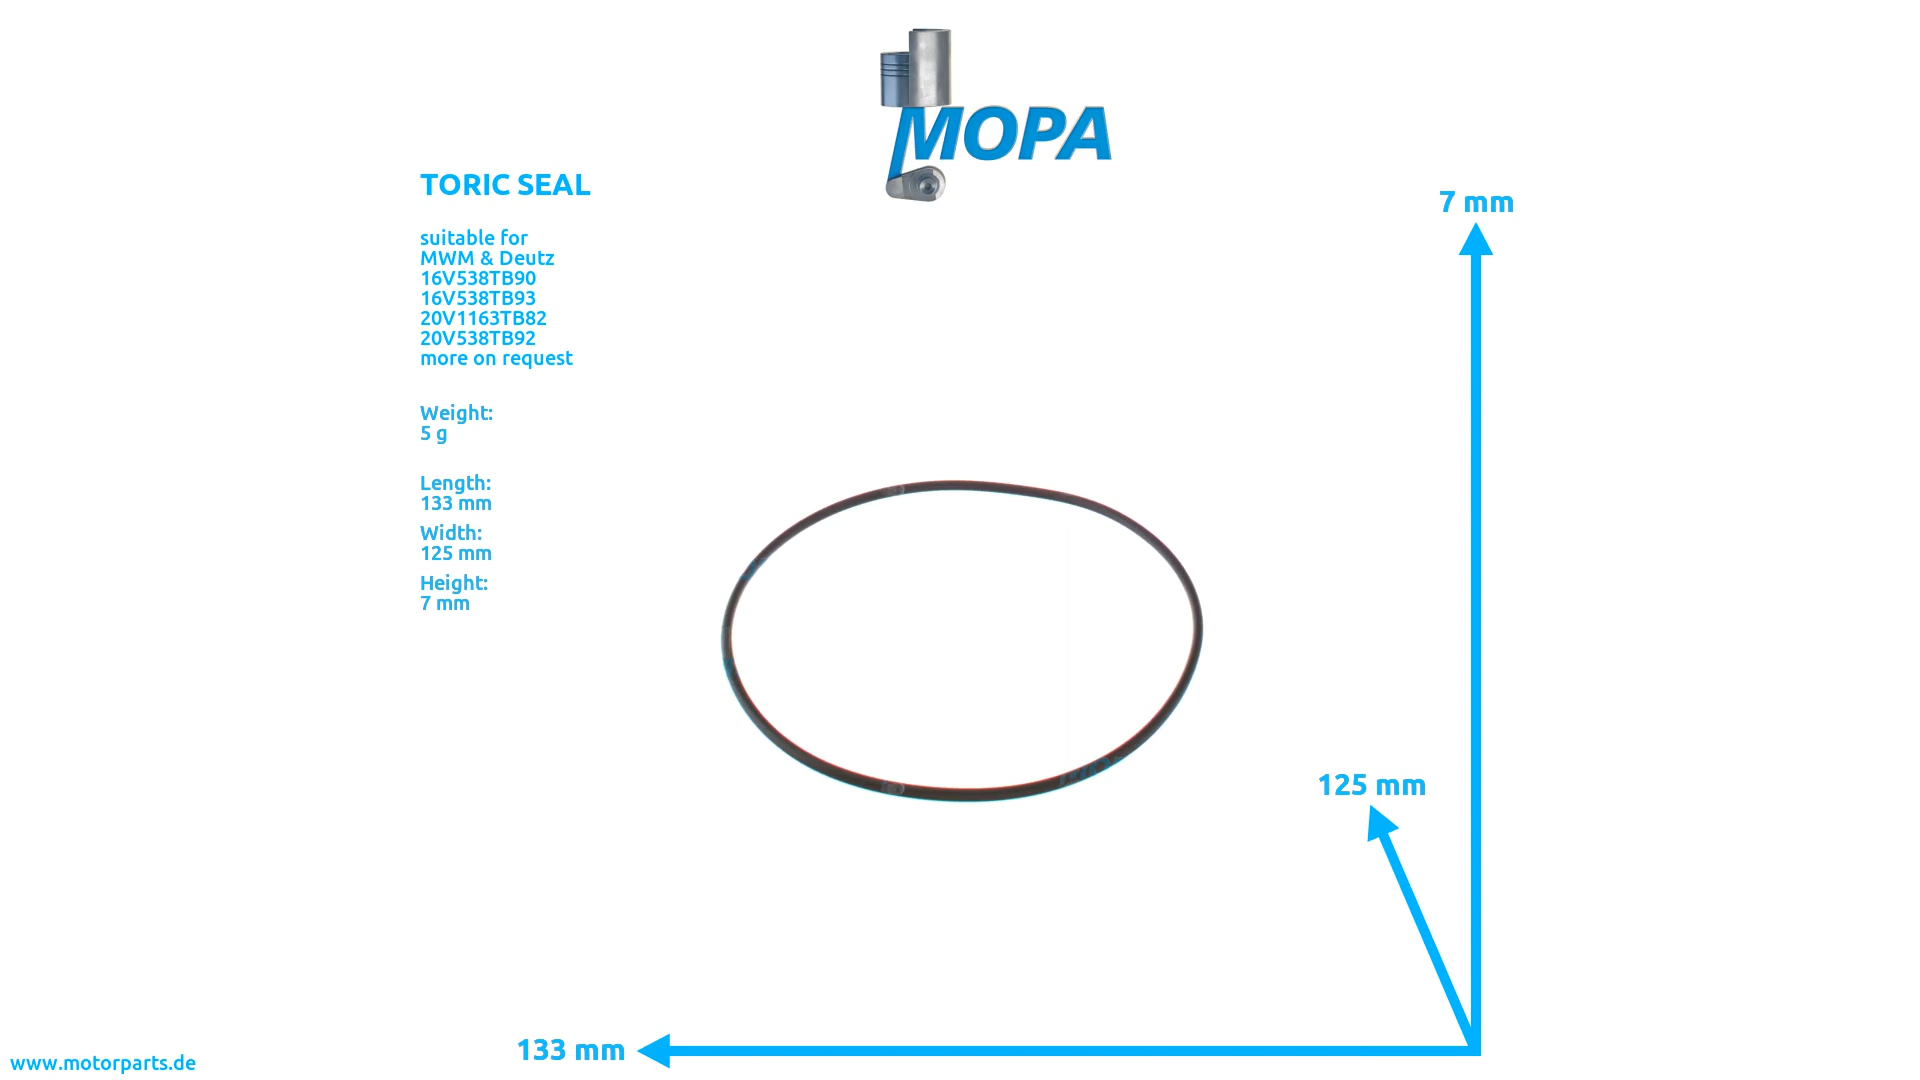 MOPA
TORIC SEAL
suitable for
MWM & Deutz
16V538TB90
16V538TB93
20V1163TB82
20V538TB92
more on request
Weight:
5 g
Length:
133 mm
Width:
125 mm
Height:
7 mm
7 mm
125 mm
133 mm
www.motorparts.de